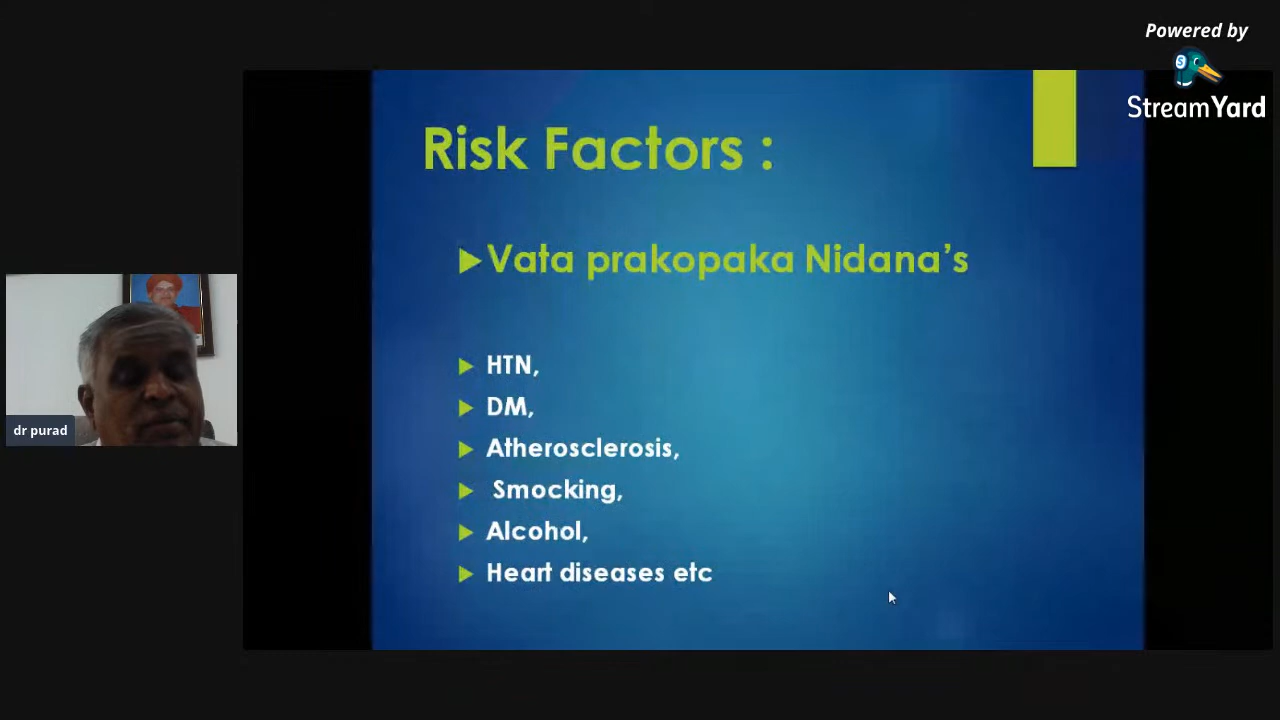 Powered by
StreamYard
Risk Factors :
Vata prakopaka Nidana's
HTN,
DM,
Atherosclerosis,
Smocking,
Alcohol,
Heart diseases etc
dr purad